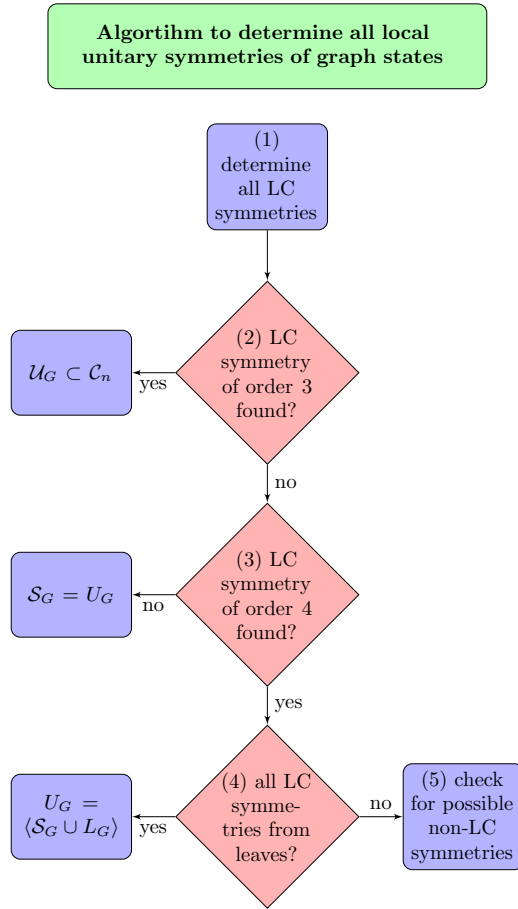 Algortihm to determine all local
unitary symmetries of graph states
(1)
determine
all LC
symmetries
(2) LC
symmetry
of order 3
found?
yes
𝒰_G ⊂ 𝒞_n
no
(3) LC
symmetry
of order 4
found?
no
𝒮_G = U_G
yes
(4) all LC
symme-
tries from
leaves?
yes
U_G =
⟨𝒮_G ∪ L_G⟩
no
(5) check
for possible
non-LC
symmetries